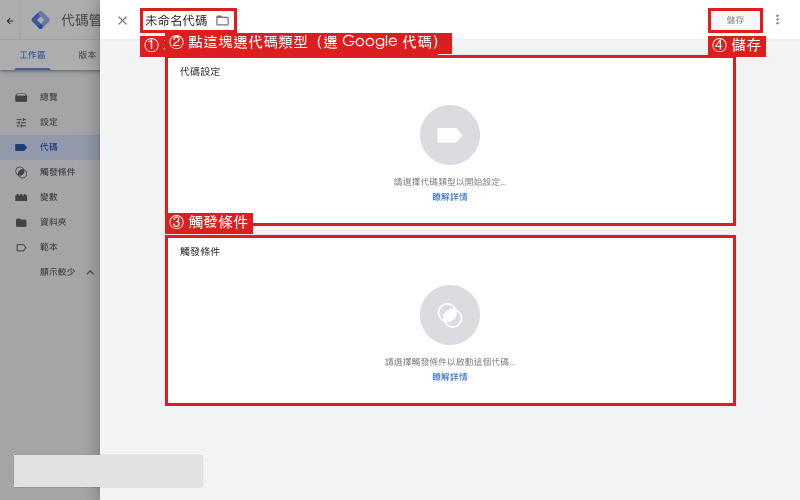 代碼管
未命名代碼
儲存
① ② 點這塊選代碼類型（選 Google 代碼）
④ 儲存
工作區 版本
代碼設定
總覽
設定
代碼
觸發條件
變數
資料夾
範本
顯示較少
請選擇代碼類型以開始設定...
瞭解詳情
③ 觸發條件
觸發條件
請選擇觸發條件以啟動這個代碼...
瞭解詳情